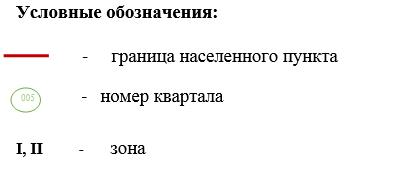 Условные обозначения:
- граница населенного пункта
005 - номер квартала
I, II - зона